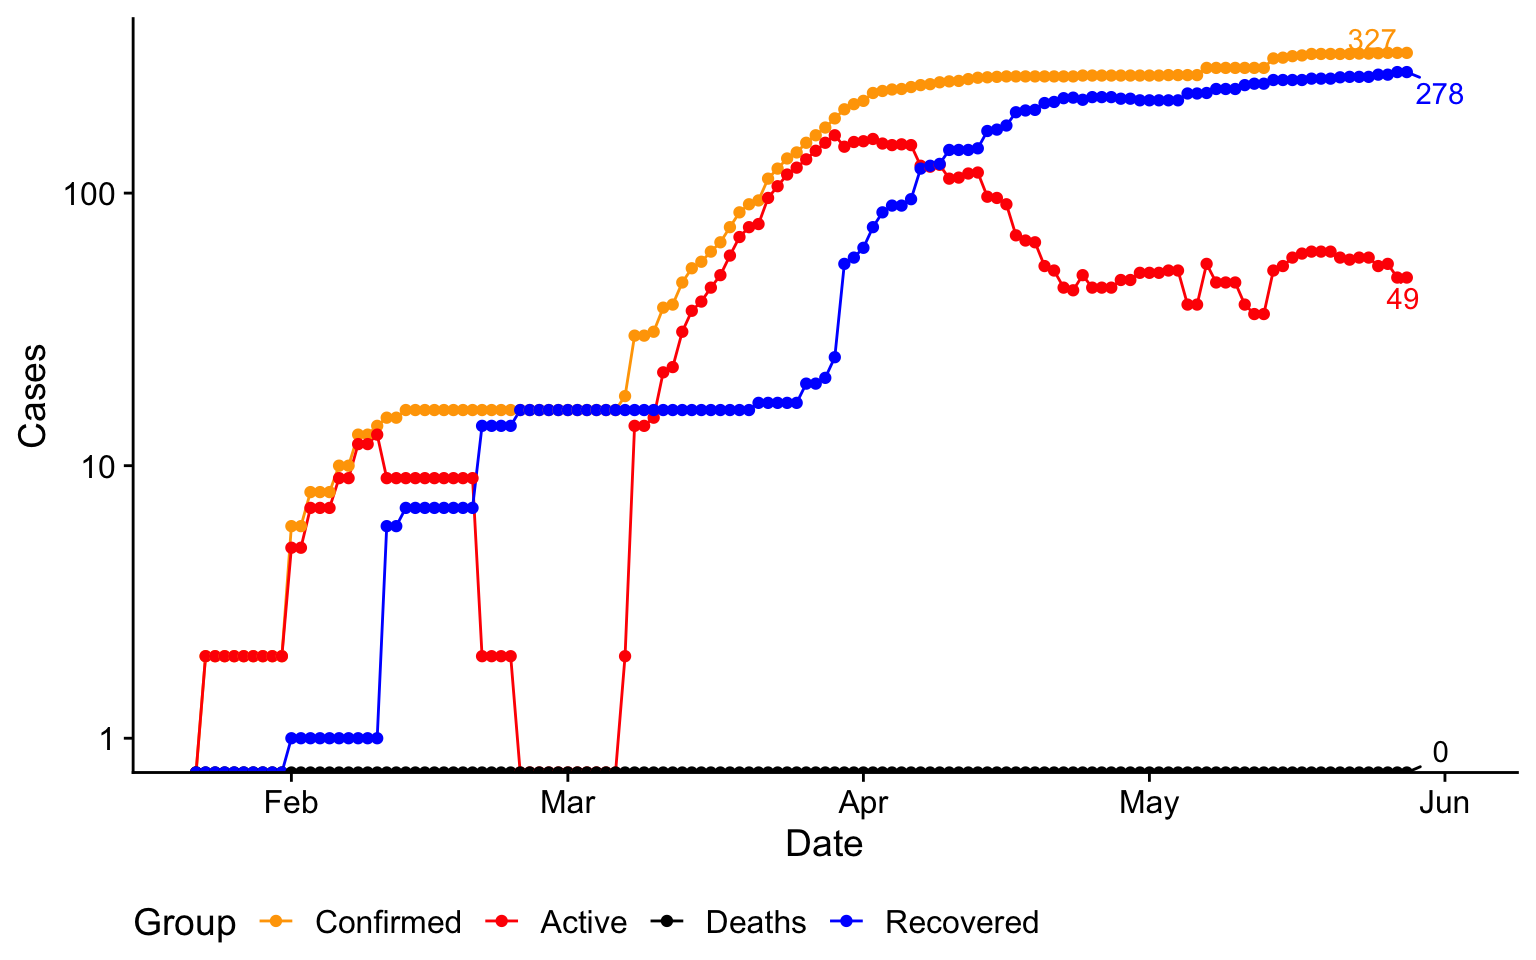 327
278
100
49
Cases
10
1
0
Feb Mar Apr May Jun
Date
Group Confirmed Active Deaths Recovered